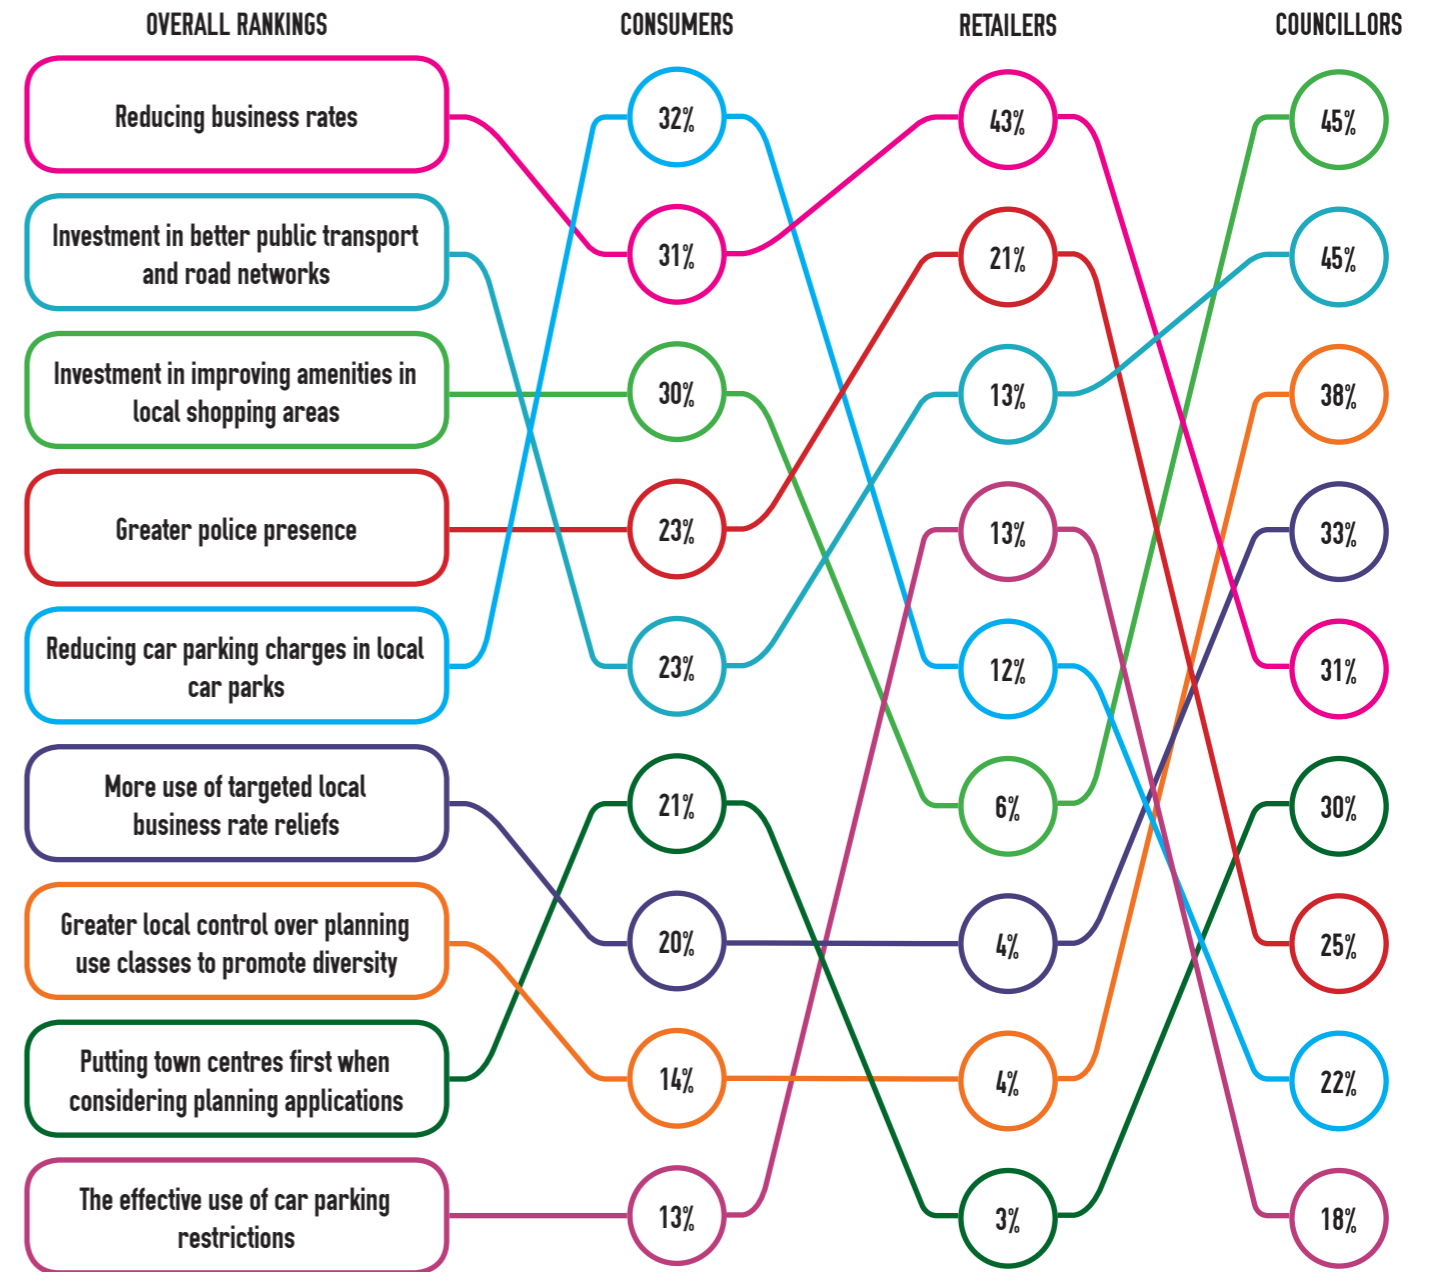 OVERALL RANKINGS CONSUMERS RETAILERS COUNCILLORS
Reducing business rates 32% 43% 45%
Investment in better public transport
and road networks
31% 21% 45%
Investment in improving amenities in
local shopping areas
30% 13% 38%
Greater police presence 23% 13% 33%
Reducing car parking charges in local
car parks
23% 12% 31%
More use of targeted local
business rate reliefs
21% 6% 30%
Greater local control over planning
use classes to promote diversity
20% 4% 25%
Putting town centres first when
considering planning applications
14% 4% 22%
The effective use of car parking
restrictions
13% 3% 18%